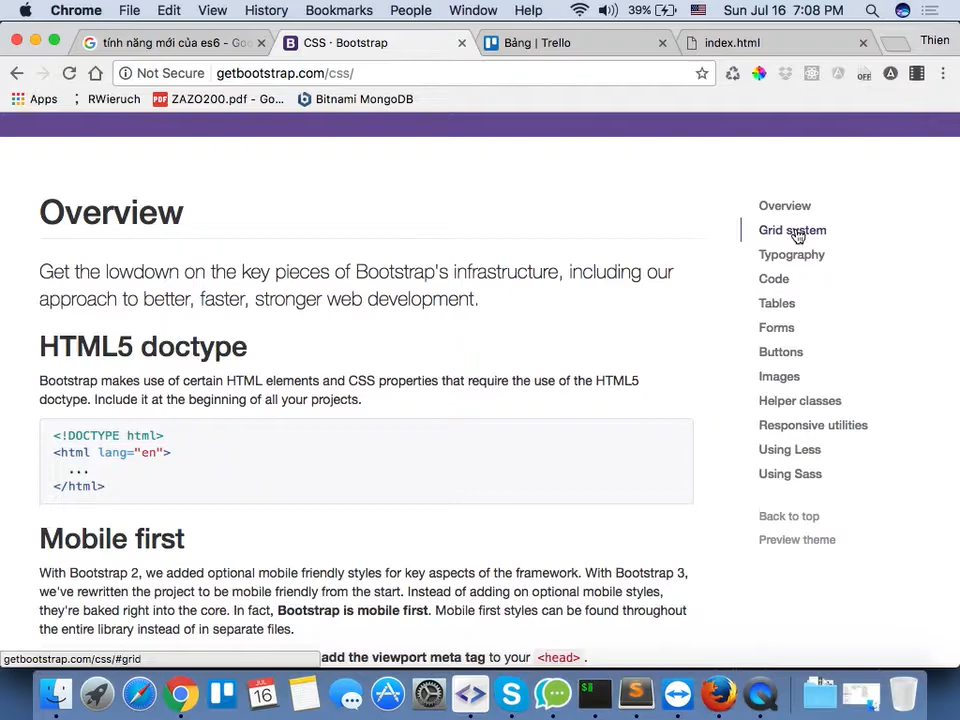 Chrome File Edit View History Bookmarks People Window Help 39% Sun Jul 16 7:08 PM
tính năng mới của es6 - Goo
CSS · Bootstrap
Bảng | Trello
index.html
Thien
Not Secure getbootstrap.com/css/
OFF
Apps RWieruch ZAZO200.pdf - Go... Bitnami MongoDB
Overview
Get the lowdown on the key pieces of Bootstrap's infrastructure, including our
approach to better, faster, stronger web development.
HTML5 doctype
Bootstrap makes use of certain HTML elements and CSS properties that require the use of the HTML5
doctype. Include it at the beginning of all your projects.
<!DOCTYPE html>
<html lang="en">
...
</html>
Mobile first
With Bootstrap 2, we added optional mobile friendly styles for key aspects of the framework. With Bootstrap 3,
we've rewritten the project to be mobile friendly from the start. Instead of adding on optional mobile styles,
they're baked right into the core. In fact, Bootstrap is mobile first. Mobile first styles can be found throughout
the entire library instead of in separate files.
add the viewport meta tag to your <head> .
Overview
Grid system
Typography
Code
Tables
Forms
Buttons
Images
Helper classes
Responsive utilities
Using Less
Using Sass
Back to top
Preview theme
getbootstrap.com/css/#grid
16